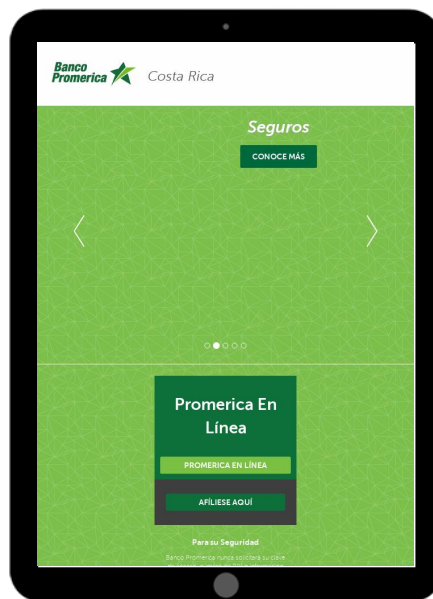 Banco
Promerica
Costa Rica
Seguros
CONOCE MÁS
Promerica En
Línea
PROMERICA EN LÍNEA
AFÍLIESE AQUÍ
Para su Seguridad
Banco Promerica nunca solicitará su clave